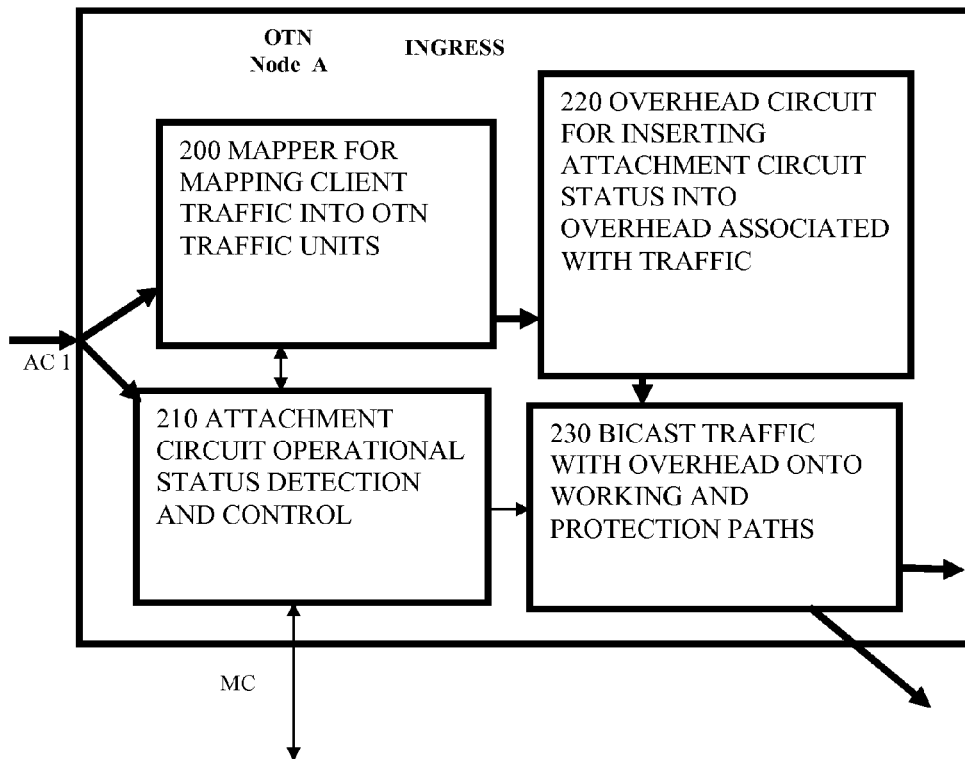 OTN
Node A
INGRESS
220 OVERHEAD CIRCUIT
FOR INSERTING
ATTACHMENT CIRCUIT
STATUS INTO
OVERHEAD ASSOCIATED
WITH TRAFFIC
200 MAPPER FOR
MAPPING CLIENT
TRAFFIC INTO OTN
TRAFFIC UNITS
AC 1
210 ATTACHMENT
CIRCUIT OPERATIONAL
STATUS DETECTION
AND CONTROL
230 BICAST TRAFFIC
WITH OVERHEAD ONTO
WORKING AND
PROTECTION PATHS
MC